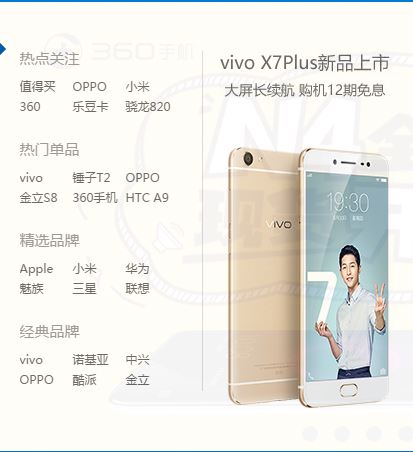 热点关注
值得买 OPPO 小米
360 乐豆卡 骁龙820
热门单品
vivo 锤子T2 OPPO
金立S8 360手机 HTC A9
精选品牌
Apple 小米 华为
魅族 三星 联想
经典品牌
vivo 诺基亚 中兴
OPPO 酷派 金立
360手机
vivo X7Plus新品上市
大屏长续航 购机12期免息
VIVO
19:30
7